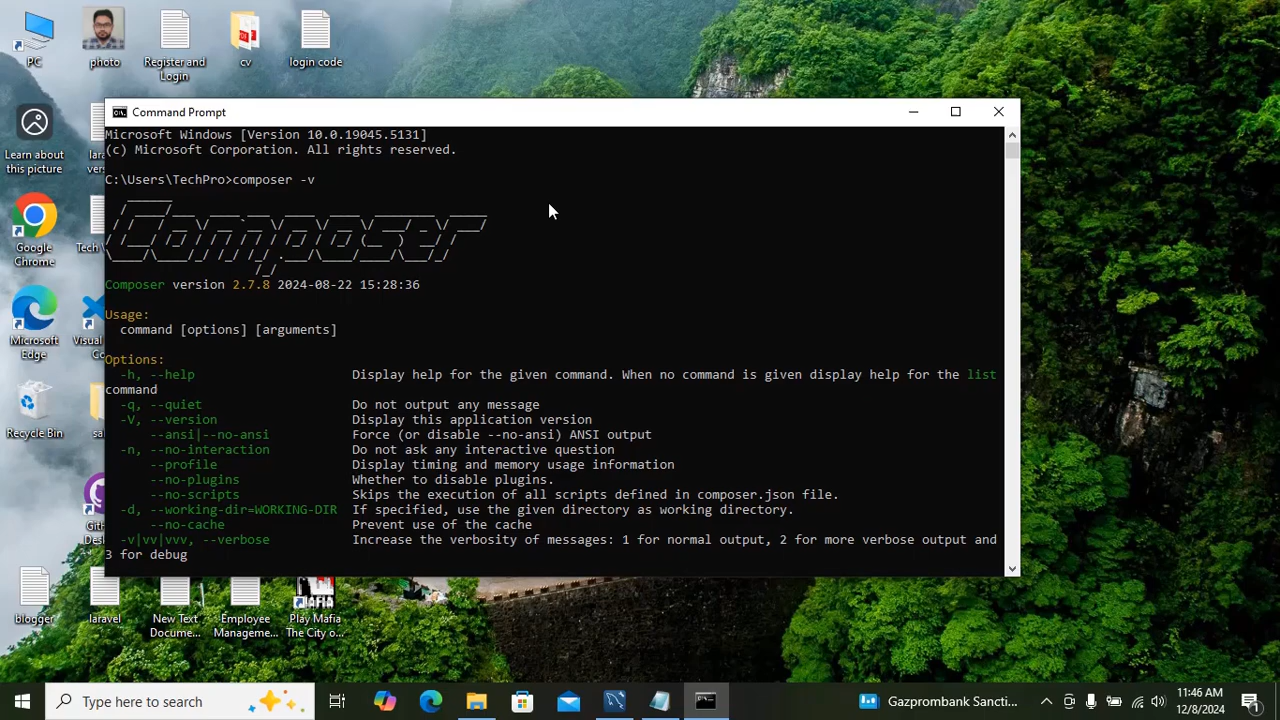 PC
photo
Register and
Login
cv
login code
Command Prompt
Learn about
this picture
Google
Chrome
Microsoft
Edge
Recycle Bin
blogger
laravel
New Text
Docume...
Employee
Manageme...
Play Mafia
The City o...
Microsoft Windows [Version 10.0.19045.5131]
(c) Microsoft Corporation. All rights reserved.
C:\Users\TechPro>composer -v
Composer
Composer version 2.7.8 2024-08-22 15:28:36
Usage:
command [options] [arguments]
Options:
-h, --help Display help for the given command. When no command is given display help for the list
command
-q, --quiet Do not output any message
-V, --version Display this application version
--ansi|--no-ansi Force (or disable --no-ansi) ANSI output
-n, --no-interaction Do not ask any interactive question
--profile Display timing and memory usage information
--no-plugins Whether to disable plugins.
--no-scripts Skips the execution of all scripts defined in composer.json file.
-d, --working-dir=WORKING-DIR If specified, use the given directory as working directory.
--no-cache Prevent use of the cache
-v|vv|vvv, --verbose Increase the verbosity of messages: 1 for normal output, 2 for more verbose output and
3 for debug
Type here to search
Gazprombank Sancti...
11:46 AM
12/8/2024